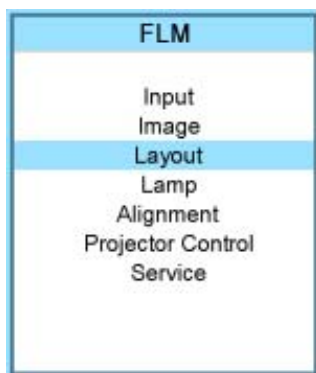 FLM
Input
Image
Layout
Lamp
Alignment
Projector Control
Service